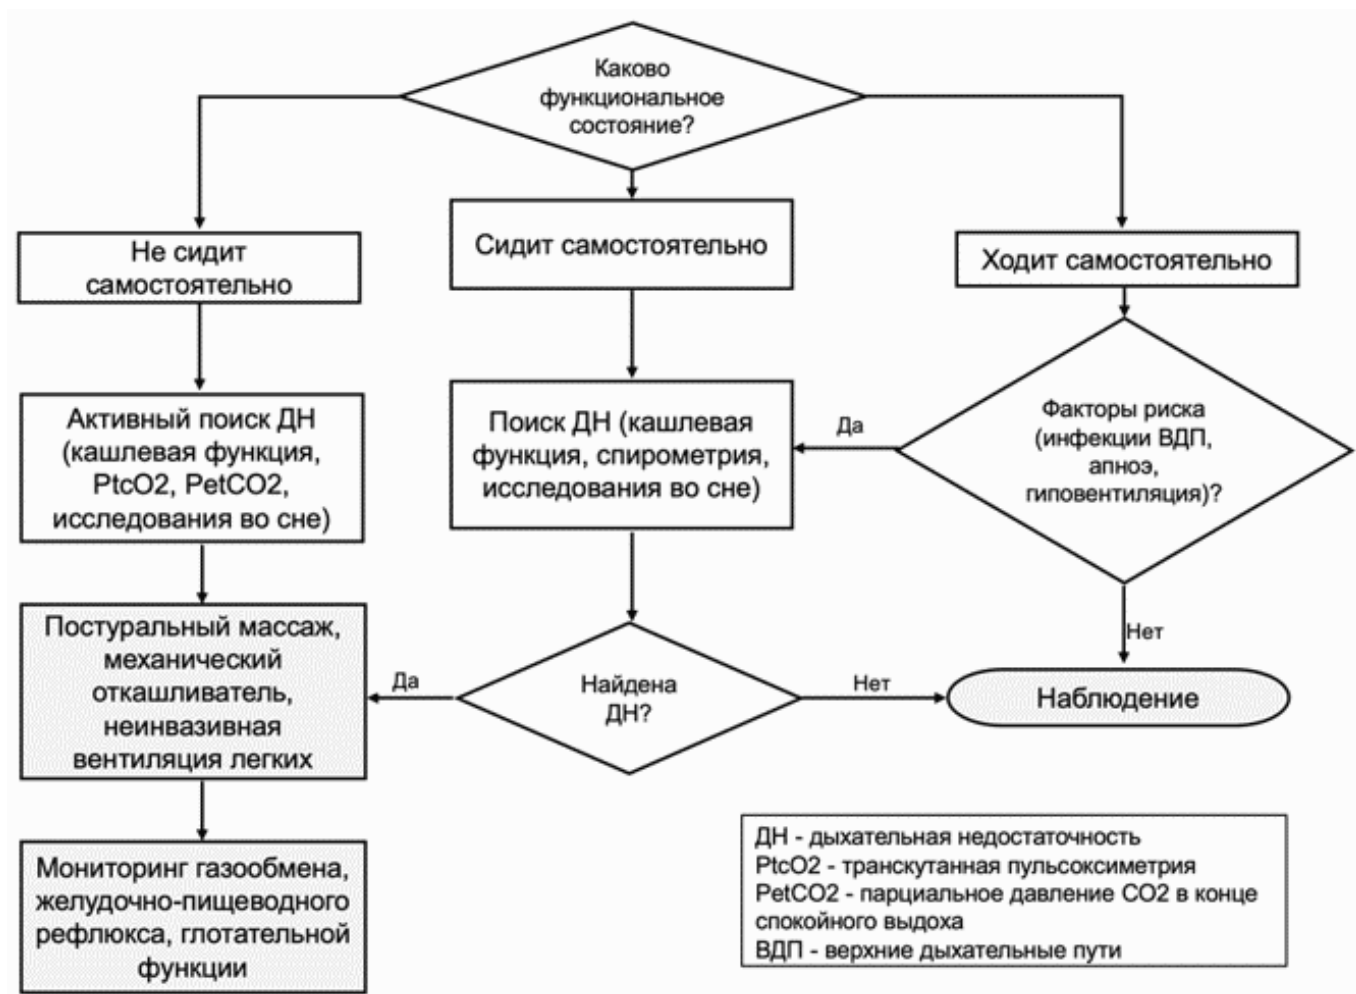 Каково
функциональное
состояние?
Не сидит
самостоятельно
Сидит самостоятельно
Ходит самостоятельно
Активный поиск ДН
(кашлевая функция,
PtcO2, PetCO2,
исследования во сне)
Поиск ДН (кашлевая
функция, спирометрия,
исследования во сне)
Да
Факторы риска
(инфекции ВДП,
апноэ,
гиповентиляция)?
Нет
Постуральный массаж,
механический
откашливатель,
неинвазивная
вентиляция легких
Да
Найдена
ДН?
Нет
Наблюдение
Мониторинг газообмена,
желудочно-пищеводного
рефлюкса, глотательной
функции
ДН - дыхательная недостаточность
PtcO2 - транскутанная пульсоксиметрия
PetCO2 - парциальное давление CO2 в конце
спокойного выдоха
ВДП - верхние дыхательные пути